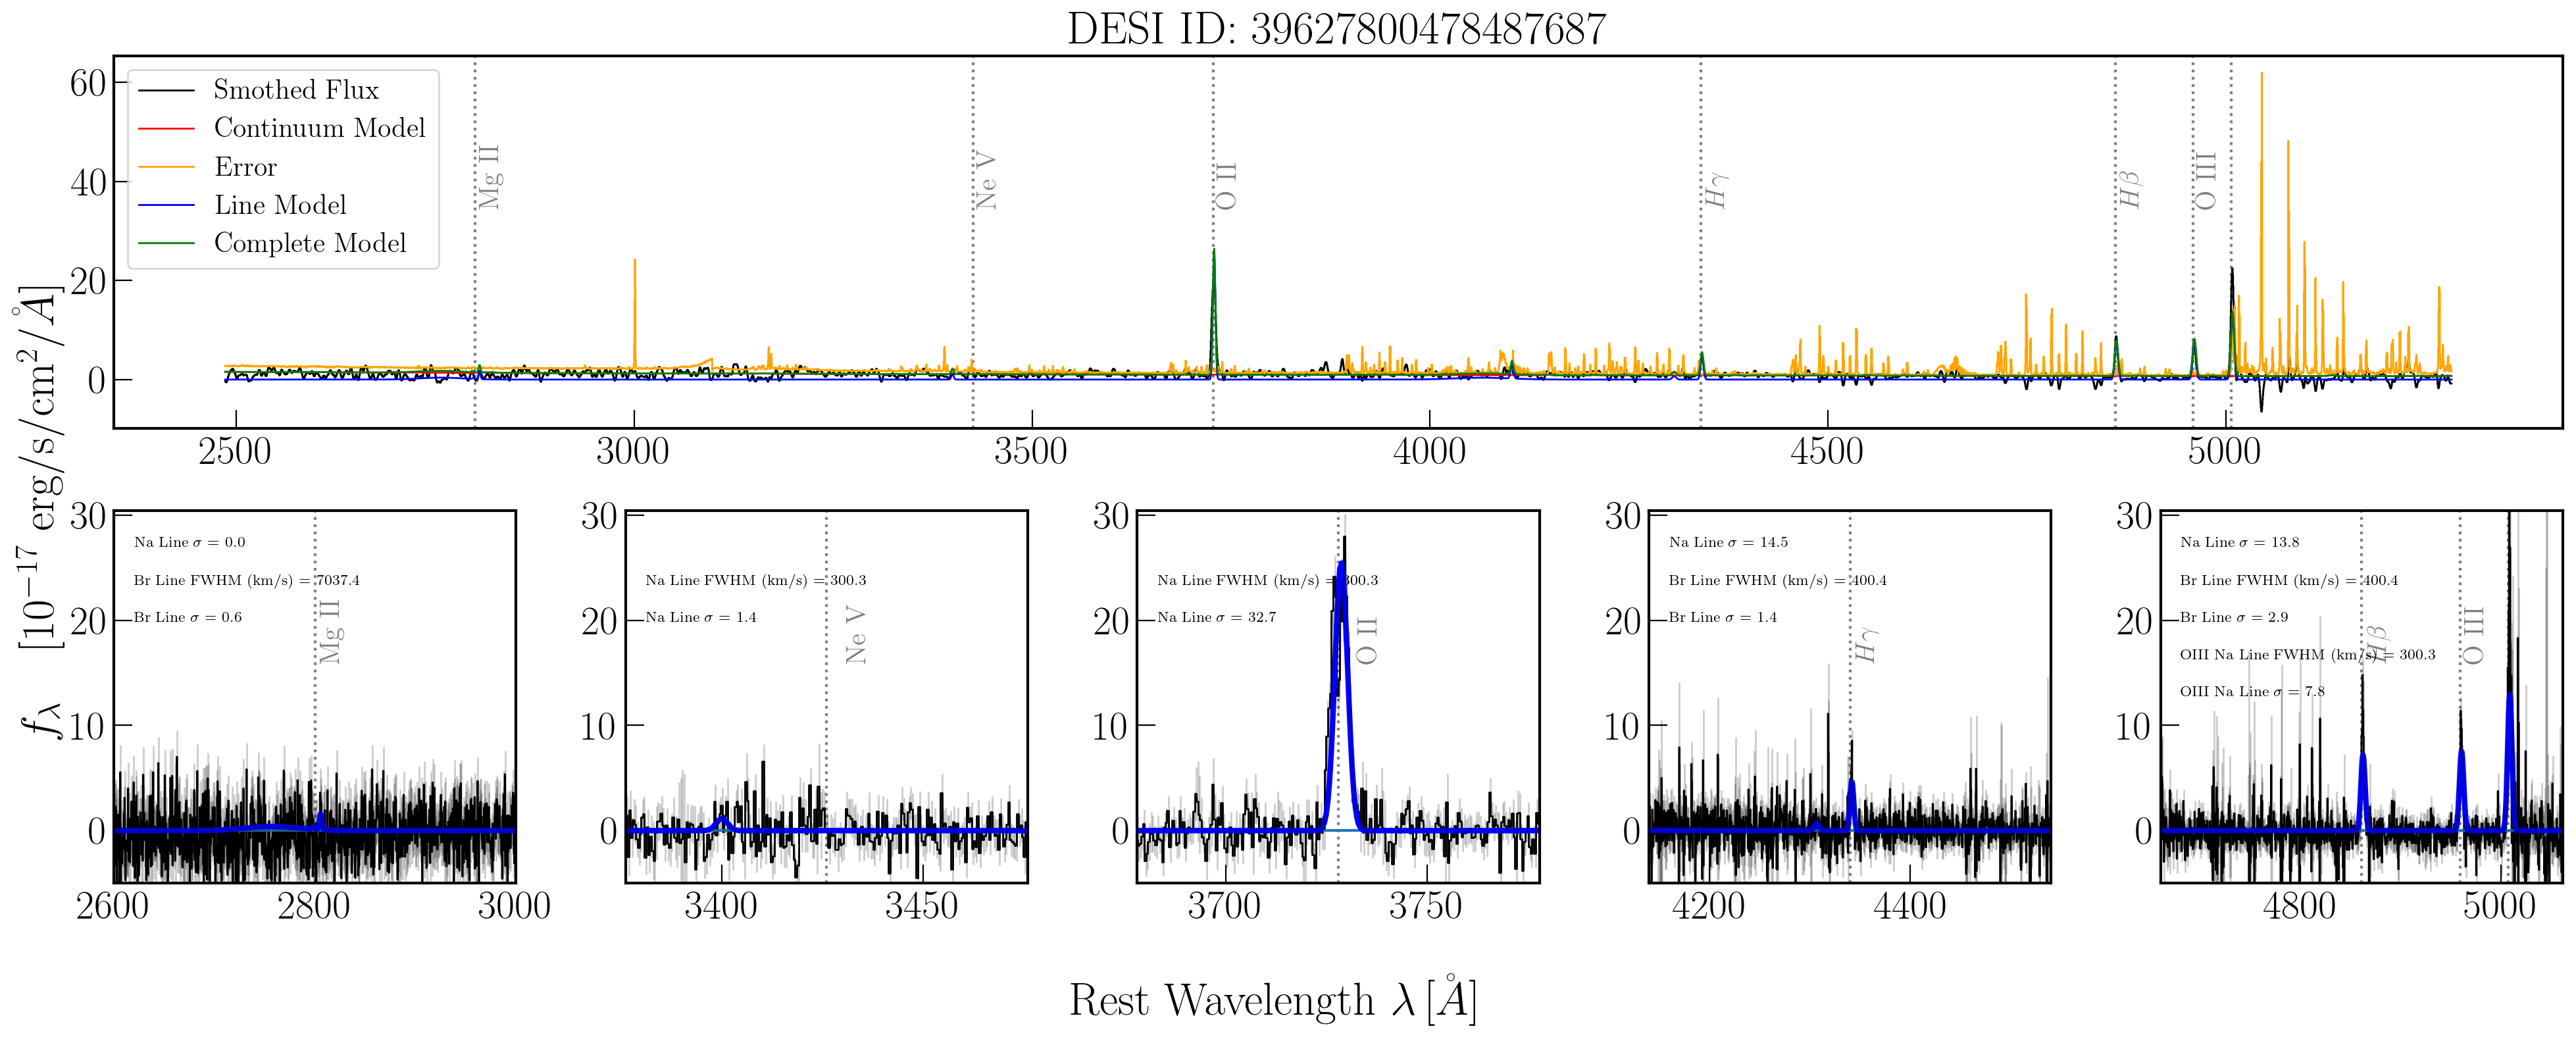 DESI ID: 39627800478487687
Smothed Flux
Continuum Model
Error
Line Model
Complete Model
Mg II
Ne V
O II
Hγ
Hβ
O III
60
40
20
0
2500
3000
3500
4000
4500
5000
fλ [10−17 erg/s/cm2/Å]
30
20
10
0
Na Line σ = 0.0
Br Line FWHM (km/s) = 7037.4
Br Line σ = 0.6
Mg II
2600
2800
3000
30
20
10
0
Na Line FWHM (km/s) = 300.3
Na Line σ = 1.4
Ne V
3400
3450
30
20
10
0
Na Line FWHM (km/s) = 300.3
Na Line σ = 32.7
O II
3700
3750
30
20
10
0
Na Line σ = 14.5
Br Line FWHM (km/s) = 400.4
Br Line σ = 1.4
Hγ
4200
4400
30
20
10
0
Na Line σ = 13.8
Br Line FWHM (km/s) = 400.4
Br Line σ = 2.9
OIII Na Line FWHM (km/s) = 300.3
OIII Na Line σ = 7.8
Hβ
O III
4800
5000
Rest Wavelength λ [Å]